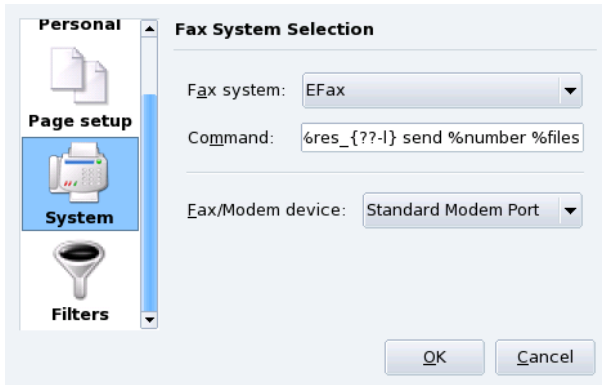 Personal
Page setup
System
Filters
Fax System Selection
Fax system: EFax
Command: %res_{??-l} send %number %files
Fax/Modem device: Standard Modem Port
OK
Cancel